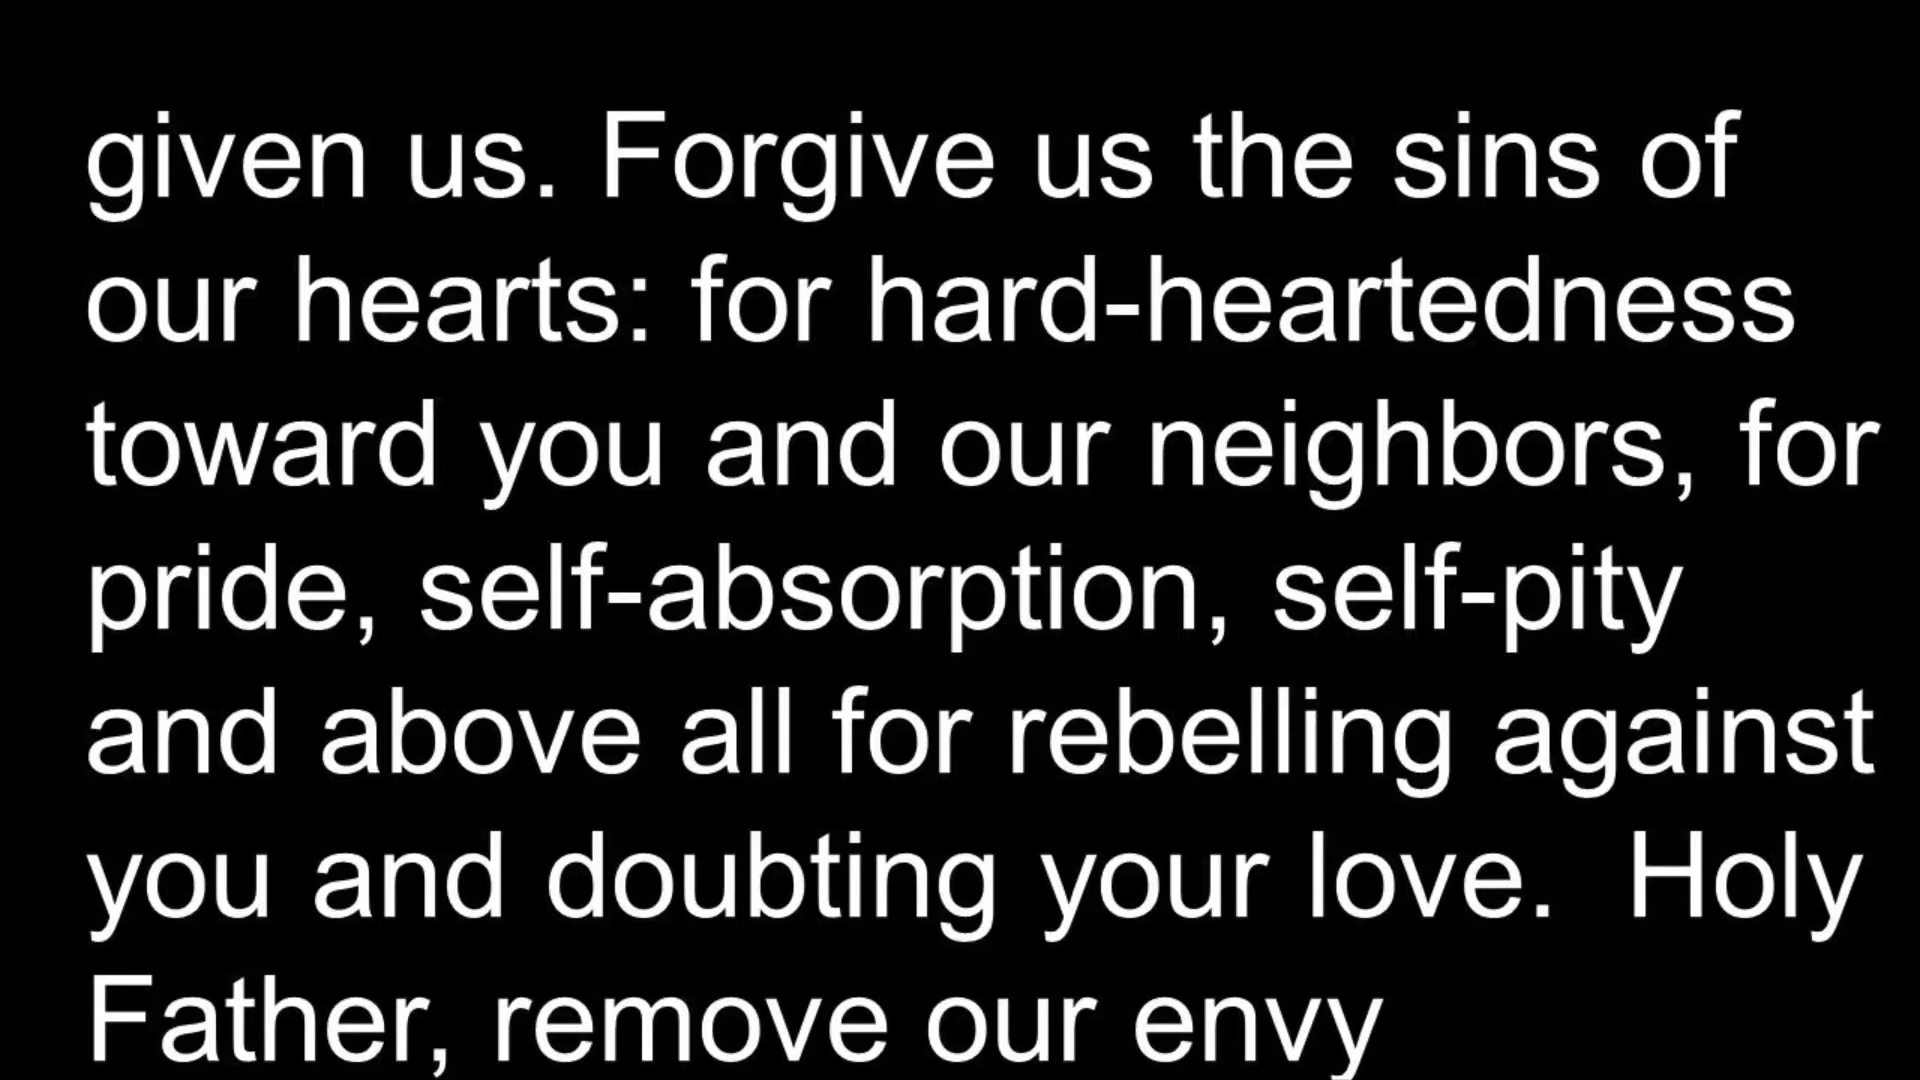 given us. Forgive us the sins of
our hearts: for hard-heartedness
toward you and our neighbors, for
pride, self-absorption, self-pity
and above all for rebelling against
you and doubting your love.  Holy
Father, remove our envy